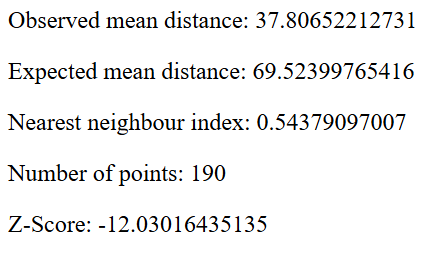 Observed mean distance: 37.80652212731
Expected mean distance: 69.52399765416
Nearest neighbour index: 0.54379097007
Number of points: 190
Z-Score: -12.03016435135